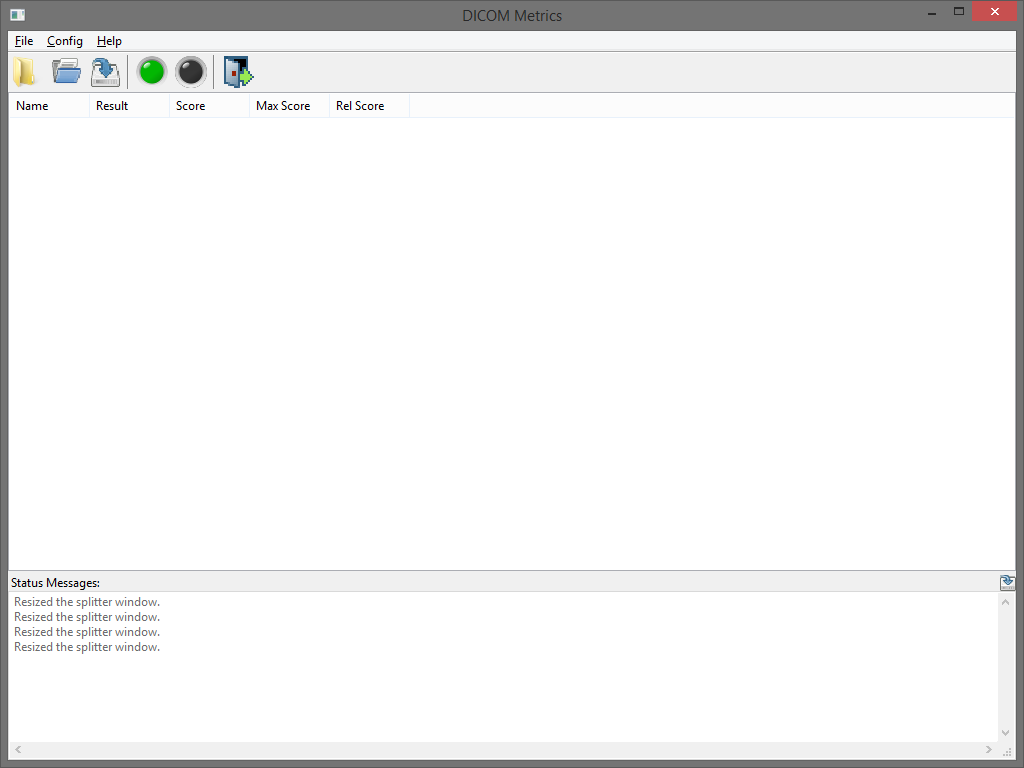 DICOM Metrics
File Config Help
Name Result Score Max Score Rel Score
Status Messages:
Resized the splitter window.
Resized the splitter window.
Resized the splitter window.
Resized the splitter window.